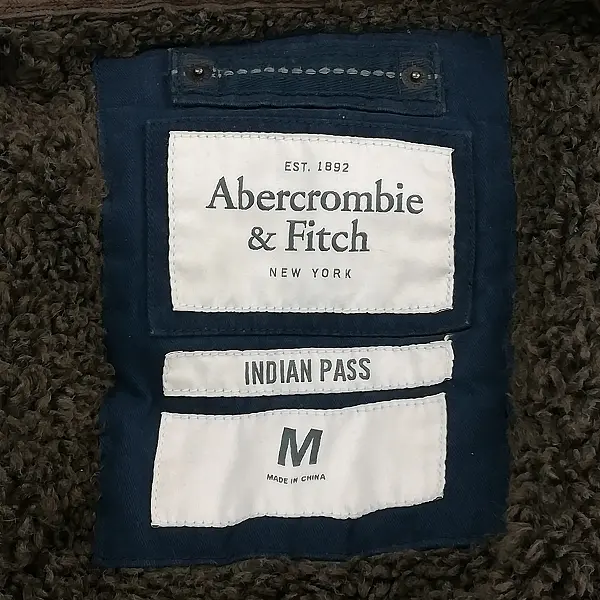 EST. 1892
Abercrombie
& Fitch
NEW YORK
INDIAN PASS
M
MADE IN CHINA